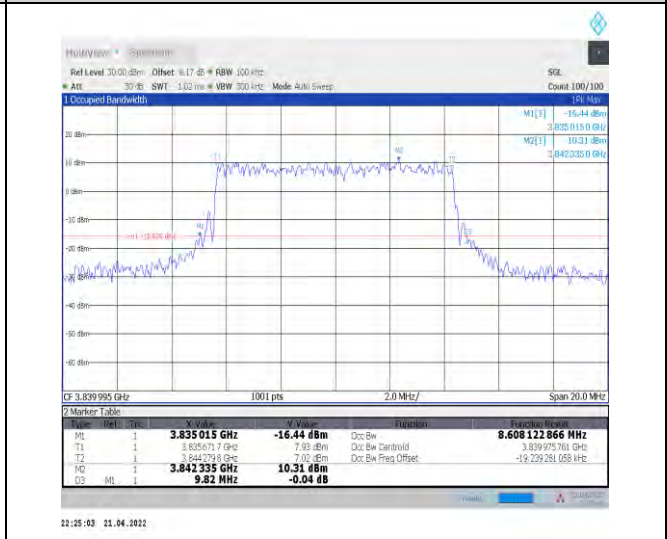 MultiView Spectrum
Ref Level 30.00 dBm Offset 8.17 dB RBW 100 kHz SGL
Att 30 dB SWT 1.02 ms VBW 300 kHz Mode Auto Sweep Count 100/100
1 Occupied Bandwidth 1Pk Max
M1[1] -16.44 dBm
3.835 015 0 GHz
20 dBm
M2[1] 10.31 dBm
3.842 335 0 GHz
M2
T1
T2
10 dBm
0 dBm
-10 dBm
M1
D3
-20 dBm
-30 dBm
-40 dBm
-50 dBm
-60 dBm
CF 3.839 995 GHz 1001 pts 2.0 MHz/ Span 20.0 MHz
2 Marker Table
Type Ref Trc X-Value Y-Value Function Function Result
M1 1 3.835 015 GHz -16.44 dBm Occ Bw 8.608 122 866 MHz
T1 1 3.835 671 7 GHz 7.93 dBm Occ Bw Centroid 3.839 975 761 GHz
T2 1 3.844 279 8 GHz 7.02 dBm Occ Bw Freq Offset -19.239 281 058 kHz
M2 1 3.842 335 GHz 10.31 dBm
D3 M1 1 9.82 MHz -0.04 dB
22:25:03 21.04.2022